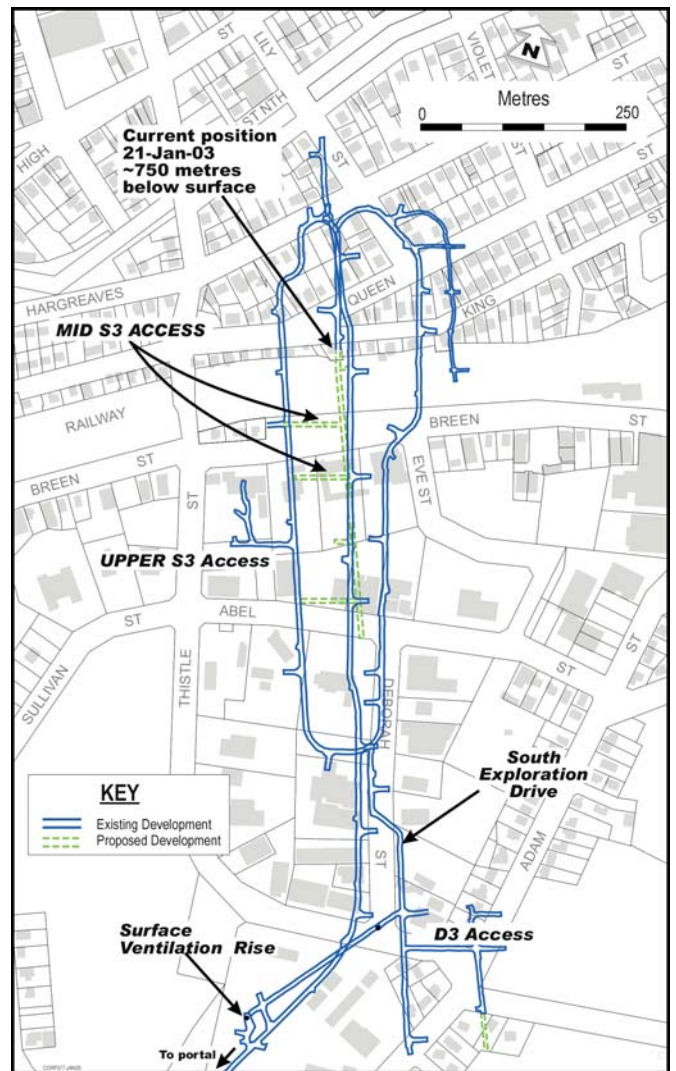 LILY
ST NTH
ST
VIOLET
ST
N
Metres
0 250
HIGH
Current position
21-Jan-03
~750 metres
below surface
ST
ST
HARGREAVES
QUEEN
KING
ST
MID S3 ACCESS
RAILWAY
BREEN
ST
BREEN
ST
ST
EVE ST
UPPER S3 Access
ABEL
ST
ST
ST
SULLIVAN
THISTLE
DEBORAH
South
Exploration
Drive
KEY
Existing Development
Proposed Development
ADAM
ST
D3 Access
Surface
Ventilation Rise
To portal